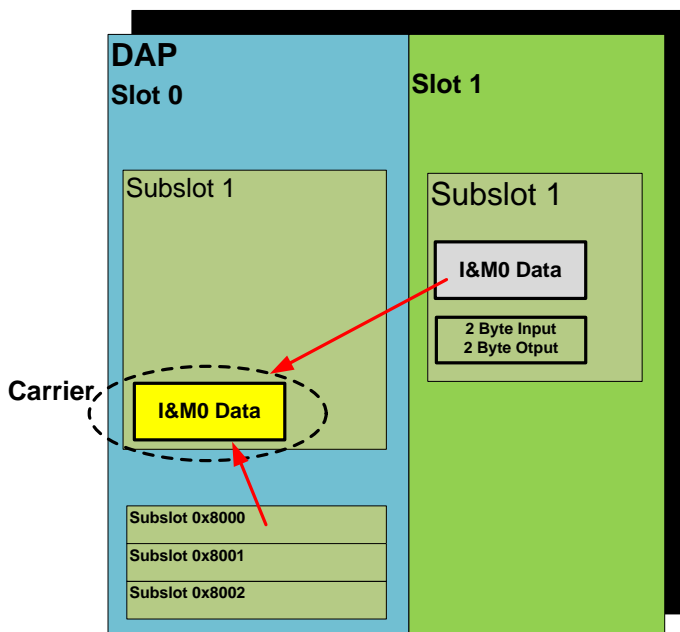 DAP
Slot 0
Slot 1
Subslot 1
Subslot 1
I&M0 Data
2 Byte Input
2 Byte Otput
Carrier
I&M0 Data
Subslot 0x8000
Subslot 0x8001
Subslot 0x8002